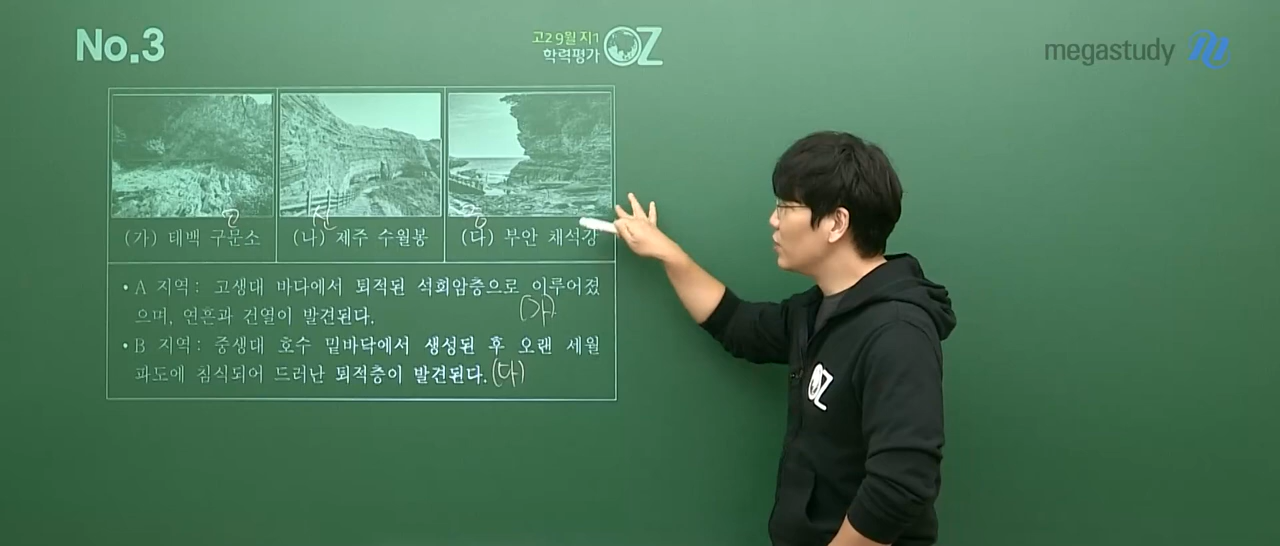 No.3
고2 9월 지1
학력평가 OZ
megastudy M
고 신 중
(가) 태백 구문소 (나) 제주 수월봉 (다) 부안 채석강
• A 지역: 고생대 바다에서 퇴적된 석회암층으로 이루어졌
으며, 연흔과 건열이 발견된다. (가)
• B 지역: 중생대 호수 밑바닥에서 생성된 후 오랜 세월
파도에 침식되어 드러난 퇴적층이 발견된다. (다)
OZ